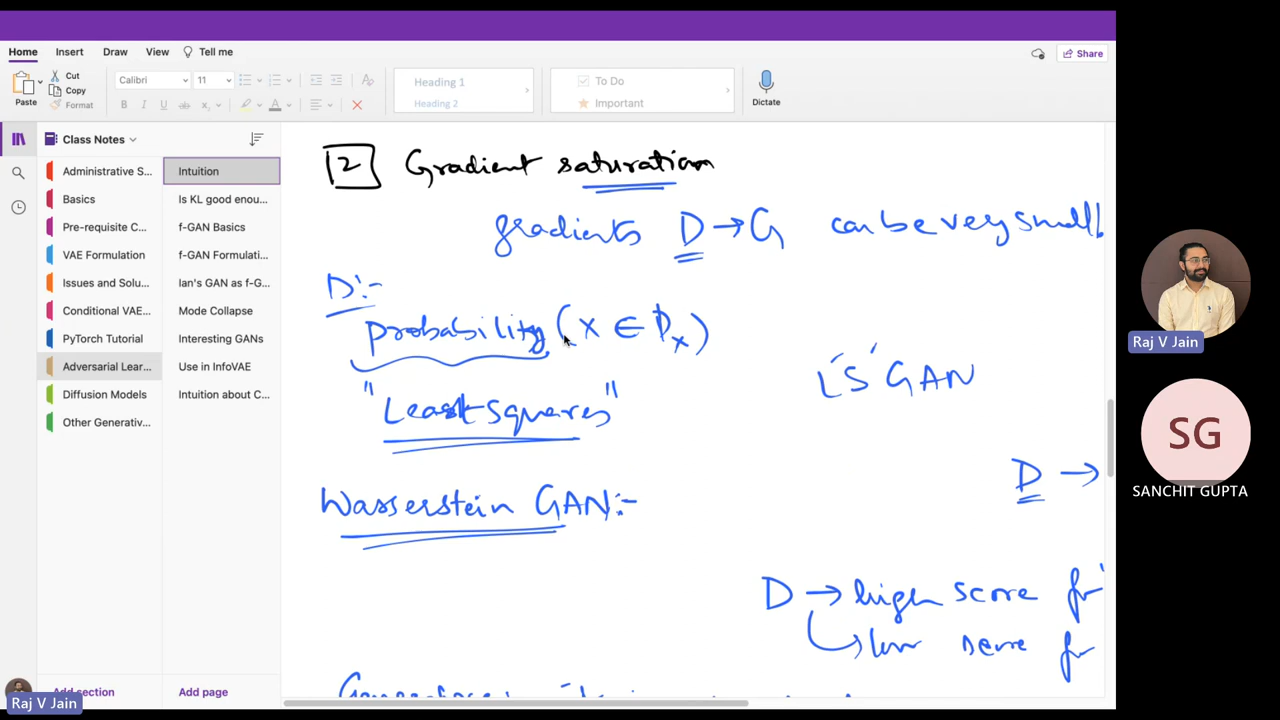 Home Insert Draw View Tell me
Share
Paste
Cut
Copy
Format
Calibri 11
B I U ab x A
Heading 1
Heading 2
To Do
Important
Dictate
Class Notes
Administrative S...
Basics
Pre-requisite C...
VAE Formulation
Issues and Solu...
Conditional VAE...
PyTorch Tutorial
Adversarial Lear...
Diffusion Models
Other Generativ...
Add section
Intuition
Is KL good enou...
f-GAN Basics
f-GAN Formulati...
Ian's GAN as f-G...
Mode Collapse
Interesting GANs
Use in InfoVAE
Intuition about C...
Add page
2 Gradient saturation
gradients D → G can be very small!
D:-
probability (x ∈ Px)
"Least squares"
"LS" GAN
D →
Wasserstein GAN:-
D → high score for
low score for
Raj V Jain
SG
SANCHIT GUPTA
Raj V Jain